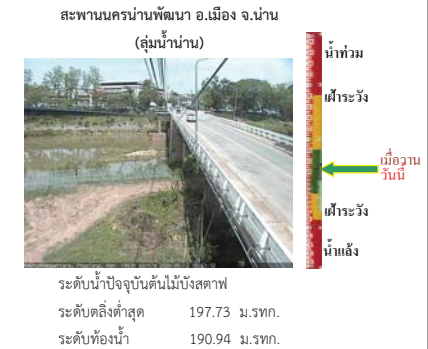 สะพานนครน่านพัฒนา อ.เมือง จ.น่าน
(ลุ่มน้ำน่าน)
น้ำท่วม
เฝ้าระวัง
เมื่อวาน
วันนี้
เฝ้าระวัง
น้ำแล้ง
ระดับน้ำปัจจุบันต้นไม้บังสตาฟ
ระดับตลิ่งต่ำสุด 197.73 ม.รทก.
ระดับท้องน้ำ 190.94 ม.รทก.